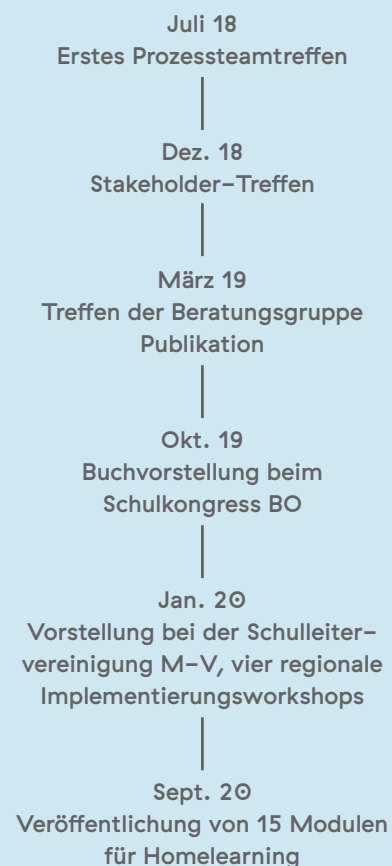 Juli 18
Erstes Prozessteamtreffen
Dez. 18
Stakeholder-Treffen
März 19
Treffen der Beratungsgruppe
Publikation
Okt. 19
Buchvorstellung beim
Schulkongress BO
Jan. 20
Vorstellung bei der Schulleiter-
vereinigung M-V, vier regionale
Implementierungsworkshops
Sept. 20
Veröffentlichung von 15 Modulen
für Homelearning